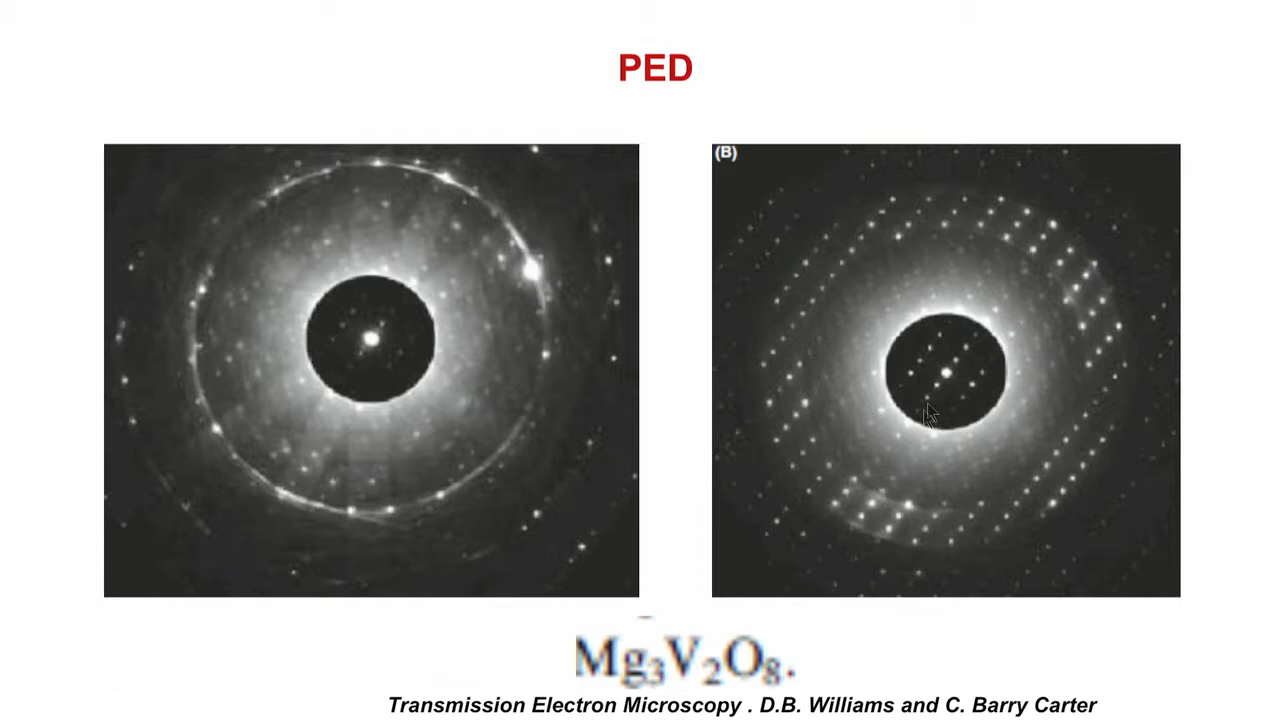 PED
(B)
Mg₃V₂O₈.
Transmission Electron Microscopy . D.B. Williams and C. Barry Carter